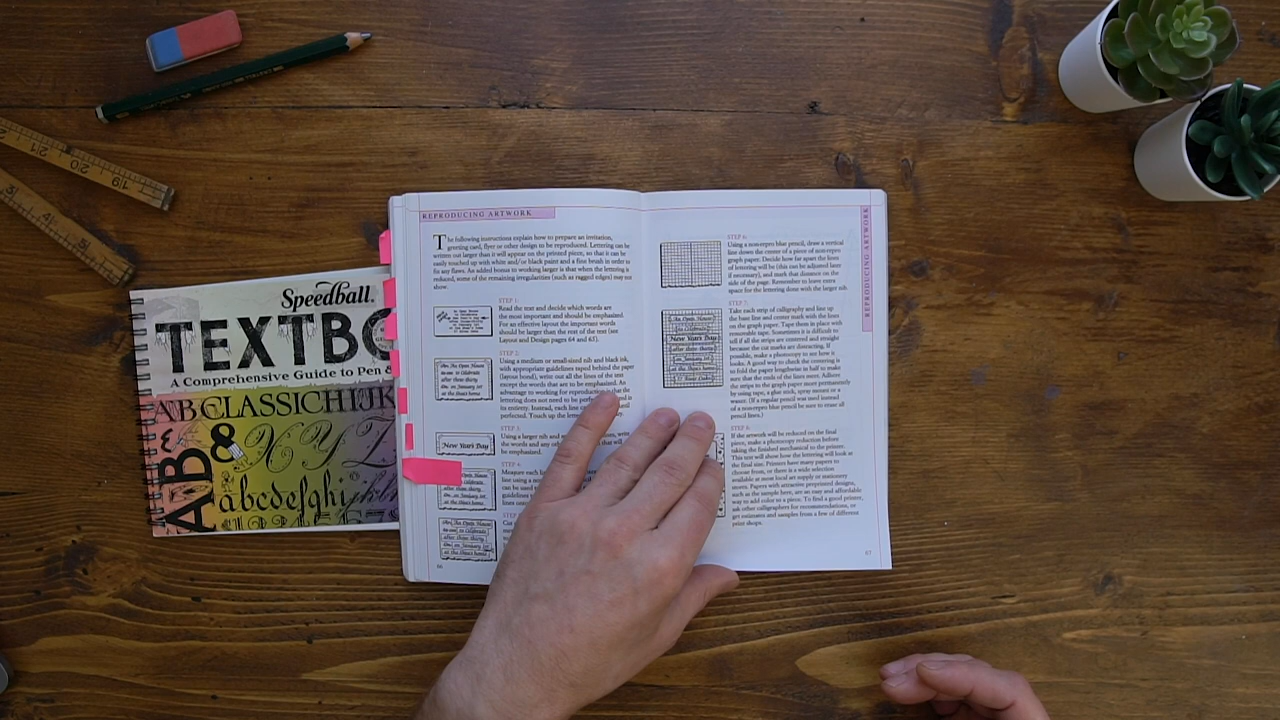 Speedball.
TEXTBO
A Comprehensive Guide to Pen &
ABCLASSICHIJK
AB
&
XYZ
abcdefghijkl
REPRODUCING ARTWORK
The following instructions explain how to prepare an invitation,
greeting card, flyer or other design to be reproduced. Lettering can be
written out larger than it will appear on the printed piece, so that it can be
easily touched up with white and/or black paint and a fine brush in order to
fix any flaws. An added bonus to working larger is that when the lettering is
reduced, some of the remaining irregularities (such as ragged edges) may not
show.
STEP 1:
Read the text and decide which words are
the most important and should be emphasized.
For an effective layout the important words
should be larger than the rest of the text (see
Layout and Design pages 64 and 65).
STEP 2:
Using a medium or small-sized nib and black ink,
with appropriate guidelines taped behind the paper
(layout bond), write out all the lines of the text
except the words that are to be emphasized. An
advantage to working for reproduction is that the
lettering does not need to be perfect
its entirety. Instead, each line c
perfected. Touch up the lette
STEP 3:
Using a larger nib and
the words and any
be emphasized.
New Year's Day
STEP 4:
Measure each
can be used
guidelines
lines
STEP
66
STEP 6:
Using a non-repro blue pencil, draw a vertical
line down the center of a piece of non-repro
graph paper. Decide how far apart the lines
of lettering will be (this can be adjusted later
if necessary), and mark that distance on the
side of the page. Remember to leave extra
space for the lettering done with the larger nib.
STEP 7:
Take each strip of calligraphy and line up
the base line and center mark with the lines
on the graph paper. Tape them in place with
removable tape. Sometimes it is difficult to
tell if all the strips are centered and straight
because the cut marks are distracting. If
possible, make a photocopy to see how it
looks. A good way to check the centering is
to fold the paper lengthwise in half to make
sure that the ends of the lines meet. Adhere
the strips to the graph paper more permanently
by using tape, a glue stick, spray mount or a
waxer. (If a regular pencil was used instead
of a non-repro blue pencil be sure to erase all
pencil lines.)
An Open House
New Year's Day
STEP 8:
If the artwork will be reduced on the final
piece, make a photocopy reduction before
taking the finished mechanical to the printer.
This test will show how the lettering will look at
the final size. Printers have many papers to
choose from, or there is a wide selection
available at most local art supply or stationery
stores. Papers with attractive preprinted designs,
such as the sample here, are an easy and affordable
way to add color to a piece. To find a good printer,
ask other calligraphers for recommendations, or
get estimates and samples from a few of different
print shops.
REPRODUCING ARTWORK
67